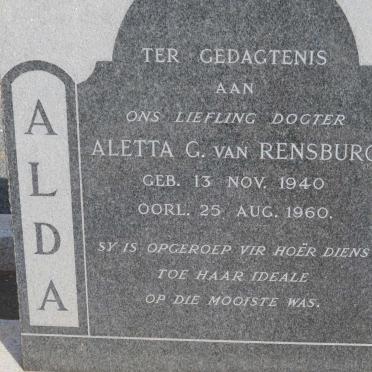 ALDA
TER GEDAGTENIS
AAN
ONS LIEFLING DOGTER
ALETTA G. VAN RENSBURG
GEB. 13 NOV. 1940
OORL. 25 AUG. 1960.
SY IS OPGEROEP VIR HOËR DIENS
TOE HAAR IDEALE
OP DIE MOOISTE WAS.